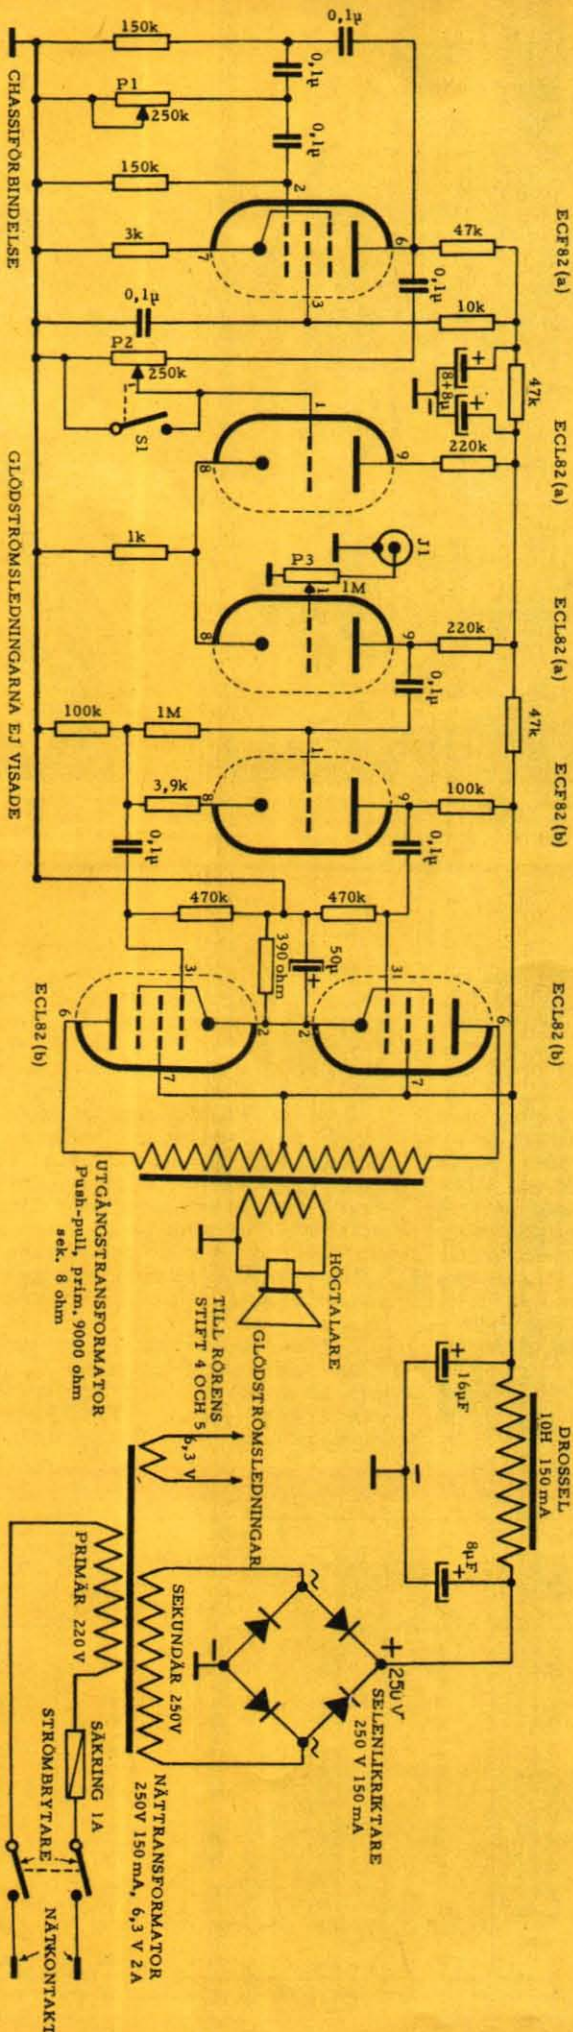 ECF82(a)
ECL82(a)
ECL82(a)
ECF82(b)
ECL82(b)
DROSSEL
10H 150 mA
150k
0,1µ
0,1µ
P1
250k
0,1µ
150k
2
3k
7
6
3
47k
0,1µ
0,1µ
10k
P2
250k
1
S1
+
8+8µ
+
−
47k
1
8
9
220k
1k
J1
P3
1M
1
8
9
220k
0,1µ
47k
100k
1M
1
3,9k
8
9
100k
0,1µ
0,1µ
470k
470k
390 ohm
50µ
+
3
6
2
7
3
6
2
7
ECL82(b)
+
16µF
−
+
8µF
CHASSIFÖRBINDELSE
GLÖDSTRÖMSLEDNINGARNA EJ VISADE
UTGÅNGSTRANSFORMATOR
Push-pull, prim. 9000 ohm
sek. 8 ohm
HÖGTALARE
GLÖDSTRÖMSLEDNINGAR
TILL RÖRENS
STIFT 4 OCH 5
6,3 V
+ 250 V
SELENLIKRIKTARE
250 V 150 mA
~
~
−
SEKUNDÄR 250V
PRIMÄR 220 V
NÄTTRANSFORMATOR
250V 150 mA, 6,3 V 2 A
SÄKRING 1A
STRÖMBRYTARE
NÄTKONTAKT